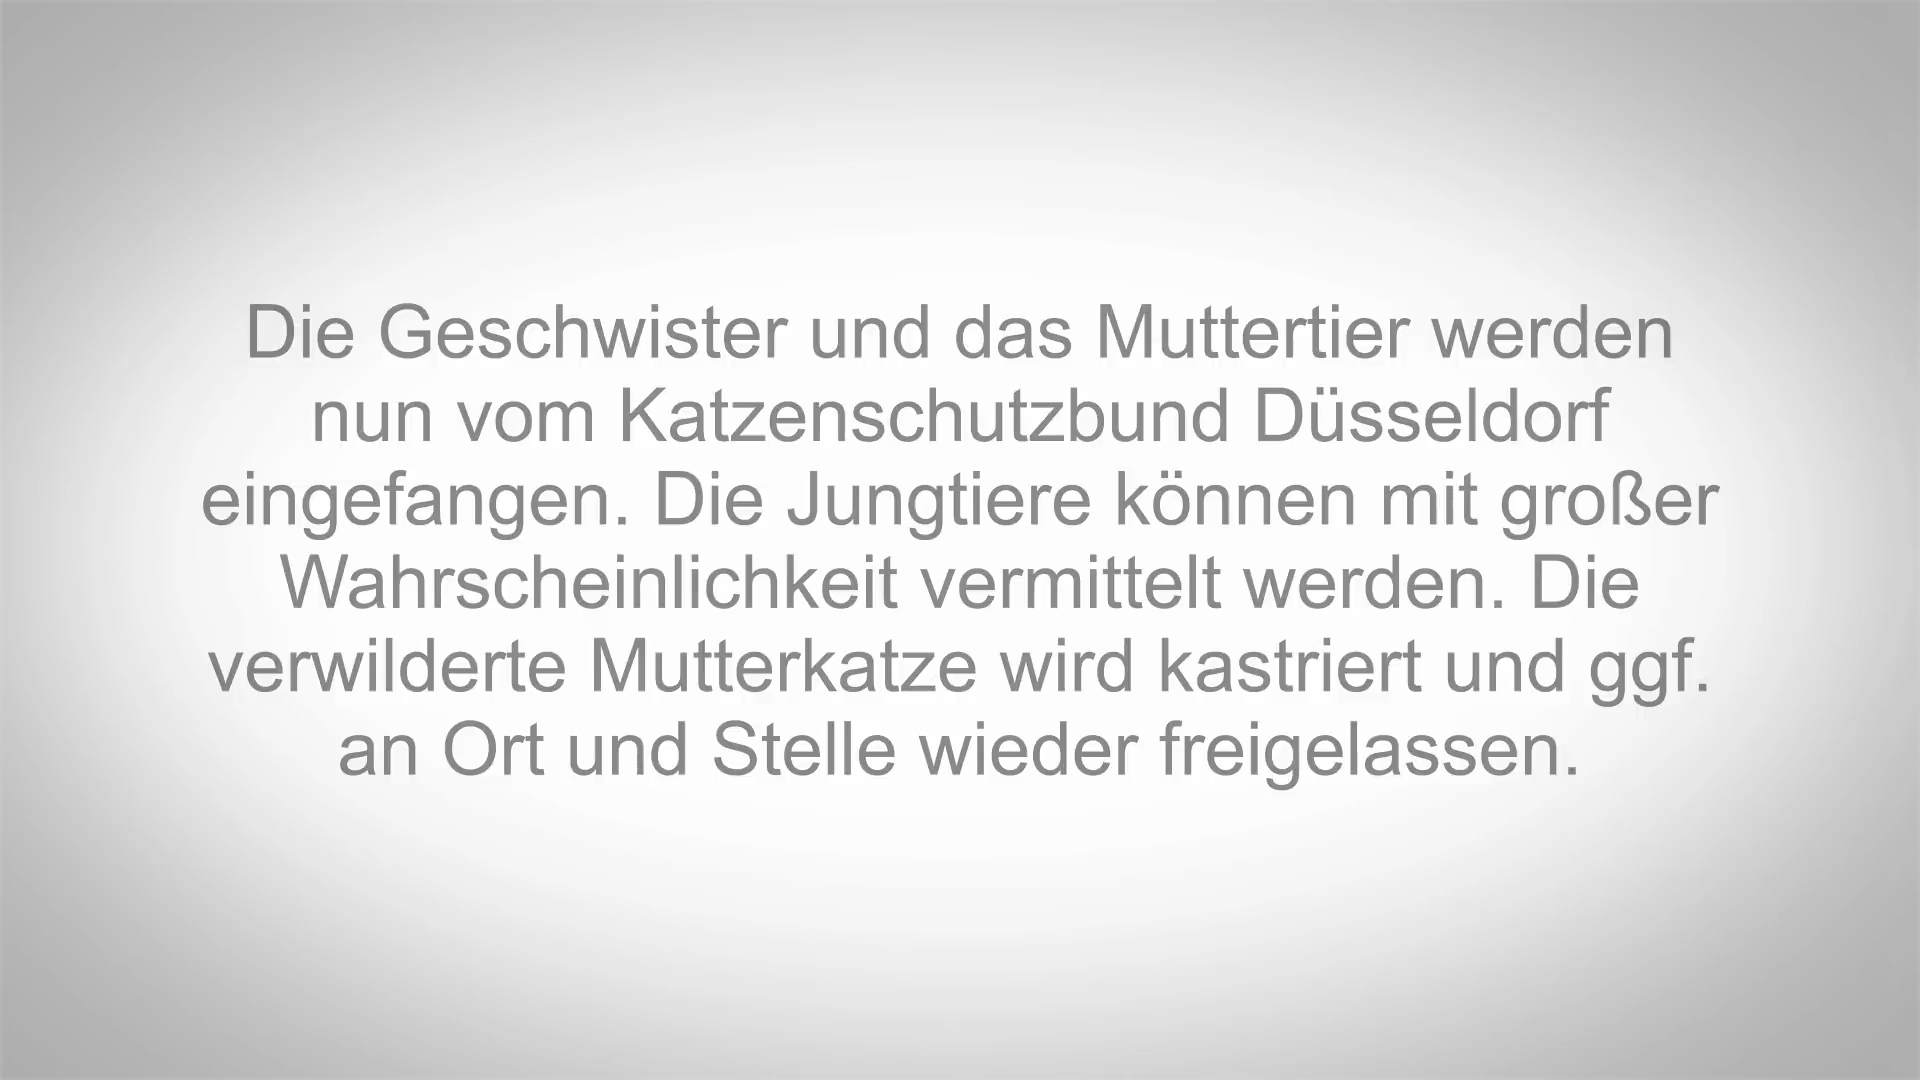 Die Geschwister und das Muttertier werden
nun vom Katzenschutzbund Düsseldorf
eingefangen. Die Jungtiere können mit großer
Wahrscheinlichkeit vermittelt werden. Die
verwilderte Mutterkatze wird kastriert und ggf.
an Ort und Stelle wieder freigelassen.